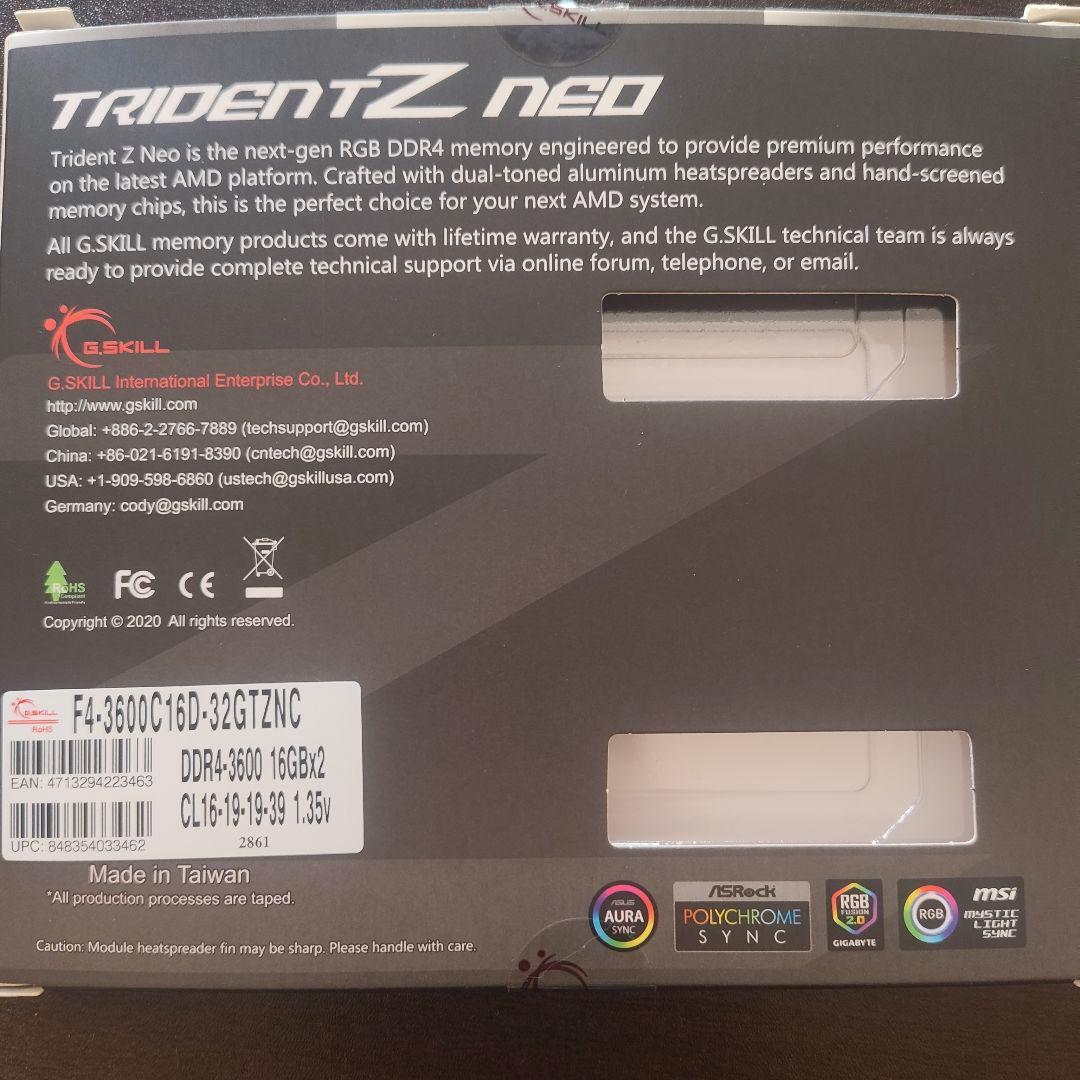 G.SKILL
TRIDENTZ NEO
Trident Z Neo is the next-gen RGB DDR4 memory engineered to provide premium performance
on the latest AMD platform. Crafted with dual-toned aluminum heatspreaders and hand-screened
memory chips, this is the perfect choice for your next AMD system.
All G.SKILL memory products come with lifetime warranty, and the G.SKILL technical team is always
ready to provide complete technical support via online forum, telephone, or email.
G.SKILL
G.SKILL International Enterprise Co., Ltd.
http://www.gskill.com
Global: +886-2-2766-7889 (techsupport@gskill.com)
China: +86-021-6191-8390 (cntech@gskill.com)
USA: +1-909-598-6860 (ustech@gskillusa.com)
Germany: cody@gskill.com
RoHS
Compliant
FC CE
Copyright © 2020 All rights reserved.
G.SKILL
RoHS
F4-3600C16D-32GTZNC
DDR4-3600 16GBx2
EAN: 4713294223463
CL16-19-19-39 1.35v
UPC: 848354033462
2861
Made in Taiwan
*All production processes are taped.
Caution: Module heatspreader fin may be sharp. Please handle with care.
ASUS
AURA
SYNC
ASRock
POLYCHROME
SYNC
RGB
FUSION
2.0
GIGABYTE
RGB
msi
MYSTIC
LIGHT
SYNC